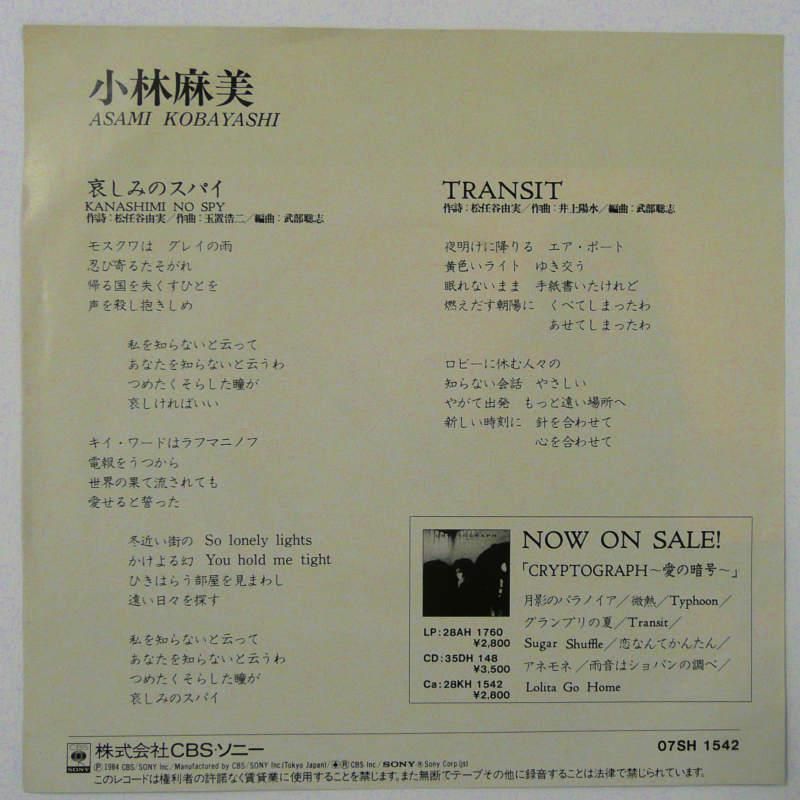 小林麻美
ASAMI KOBAYASHI
哀しみのスパイ
KANASHIMI NO SPY
作詩：松任谷由実／作曲：玉置浩二／編曲：武部聡志
モスクワは　グレイの雨
忍び寄るたそがれ
帰る国を失くすひとを
声を殺し抱きしめ
私を知らないと云って
あなたを知らないと云うわ
つめたくそらした瞳が
哀しければいい
キイ・ワードはラフマニノフ
電報をうつから
世界の果て流されても
愛せると誓った
冬近い街の　So lonely lights
かけよる幻　You hold me tight
ひきはらう部屋を見まわし
遠い日々を探す
私を知らないと云って
あなたを知らないと云うわ
つめたくそらした瞳が
哀しみのスパイ
TRANSIT
作詩：松任谷由実／作曲：井上陽水／編曲：武部聡志
夜明けに降りる　エア・ポート
黄色いライト　ゆき交う
眠れないまま　手紙書いたけれど
燃えだす朝陽に　くべてしまったわ
あせてしまったわ
ロビーに休む人々の
知らない会話　やさしい
やがて出発　もっと遠い場所へ
新しい時刻に　針を合わせて
心を合わせて
NOW ON SALE!
「CRYPTOGRAPH〜愛の暗号〜」
月影のパラノイア／微熱／Typhoon／
グランプリの夏／Transit／
Sugar Shuffle／恋なんてかんたん／
アネモネ／雨音はショパンの調べ／
Lolita Go Home
LP:28AH 1760
¥2,800
CD:35DH 148
¥3,500
Ca:28KH 1542
¥2,800
CBS
SONY
株式会社CBS・ソニー
07SH 1542
Ⓟ 1984 CBS/SONY Inc./Manufactured by CBS/SONY Inc.(Tokyo Japan)/ ® CBS Inc./ SONY ® Sony Corp.(js)
このレコードは権利者の許諾なく賃貸業に使用することを禁じます。また無断でテープその他に録音することは法律で禁じられています。